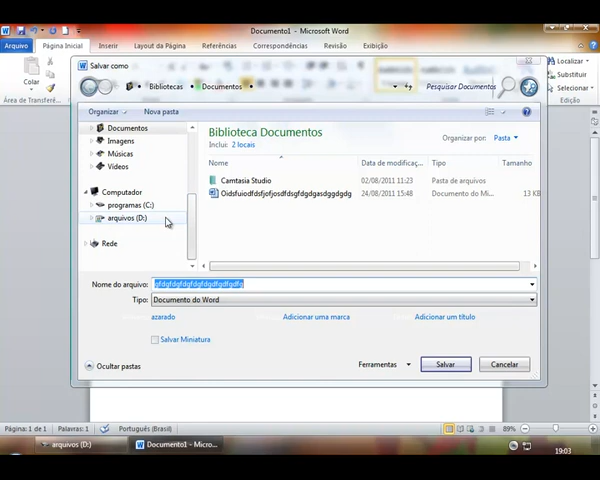 Documento1 - Microsoft Word
Arquivo
Página Inicial
Inserir
Layout da Página
Referências
Correspondências
Revisão
Exibição
Colar
Área de Transferê...
Localizar
Substituir
Selecionar
Edição
Salvar como
Bibliotecas
Documentos
Pesquisar Documentos
Organizar
Nova pasta
Documentos
Imagens
Músicas
Vídeos
Computador
programas (C:)
arquivos (D:)
Rede
Biblioteca Documentos
Inclui: 2 locais
Organizar por: Pasta
Nome
Data de modificaç...
Tipo
Tamanho
Camtasia Studio
02/08/2011 11:23
Pasta de arquivos
24/08/2011 15:48
Documento do Mi...
13 KB
Nome do arquivo:
Tipo:
Documento do Word
azarado
Adicionar uma marca
Adicionar um título
Salvar Miniatura
Ocultar pastas
Ferramentas
Salvar
Cancelar
Página: 1 de 1
Palavras: 1
Português (Brasil)
89%
arquivos (D:)
Documento1 - Micro...
19:03